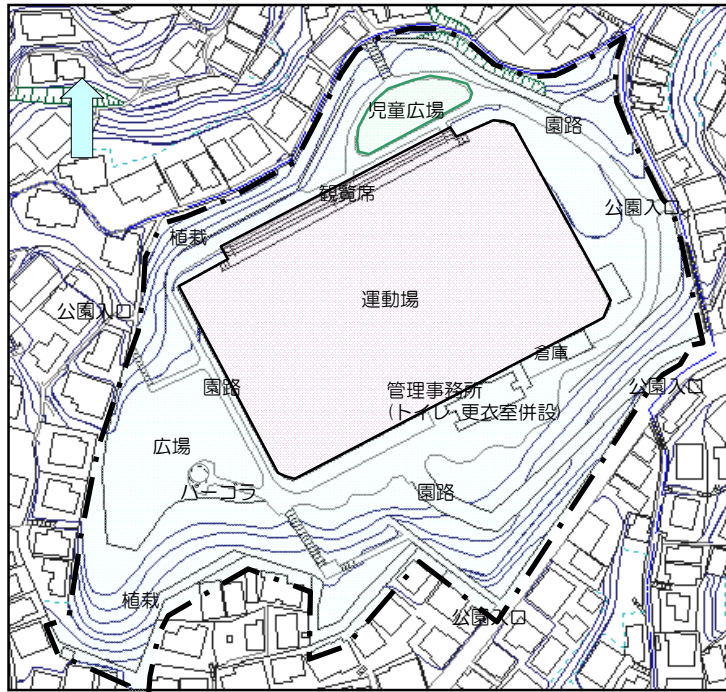 児童広場
園路
観覧席
公園入口
植栽
運動場
公園入口
倉庫
園路
管理事務所
(トイレ・更衣室併設)
公園入口
広場
パーコラ
園路
植栽
公園入口